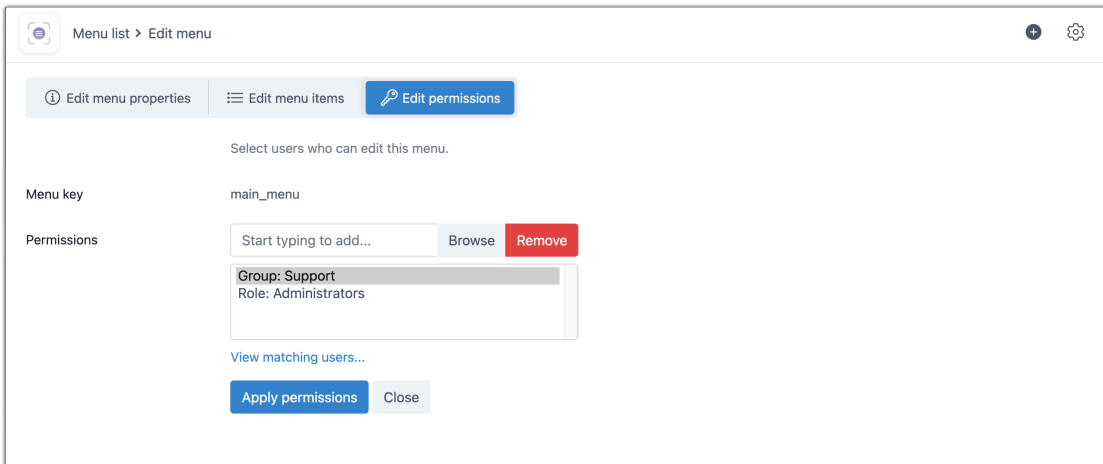 Menu list > Edit menu
Edit menu properties
Edit menu items
Edit permissions
Select users who can edit this menu.
Menu key
main_menu
Permissions
Start typing to add...
Browse
Remove
Group: Support
Role: Administrators
View matching users...
Apply permissions
Close